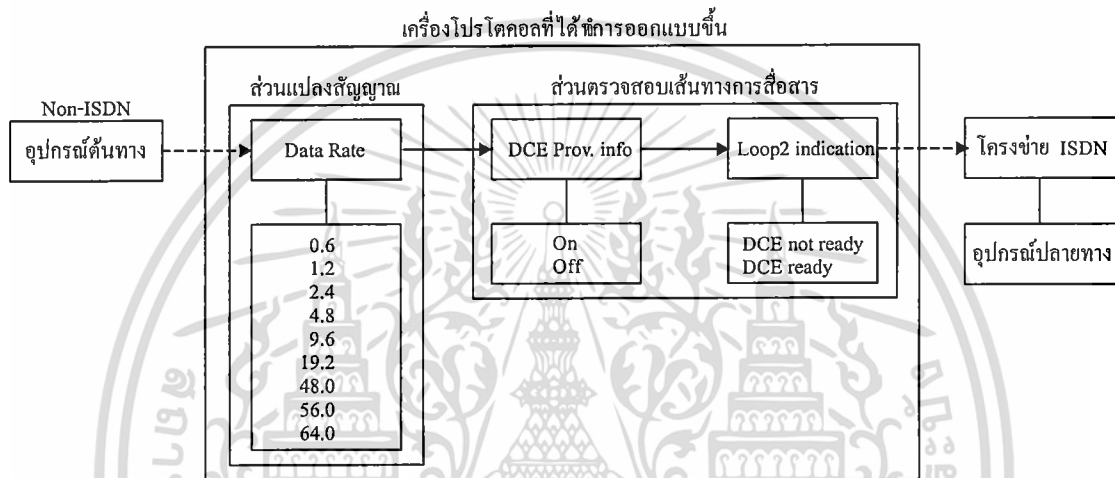 เครื่องโปรโตคอลที่ได้ทำการออกแบบขึ้น
ส่วนแปลงสัญญาณ
ส่วนตรวจสอบเส้นทางการสื่อสาร
Non-ISDN
อุปกรณ์ต้นทาง
Data Rate
DCE Prov. info
Loop2 indication
โครงข่าย ISDN
0.6
1.2
2.4
4.8
9.6
19.2
48.0
56.0
64.0
On
Off
DCE not ready
DCE ready
อุปกรณ์ปลายทาง